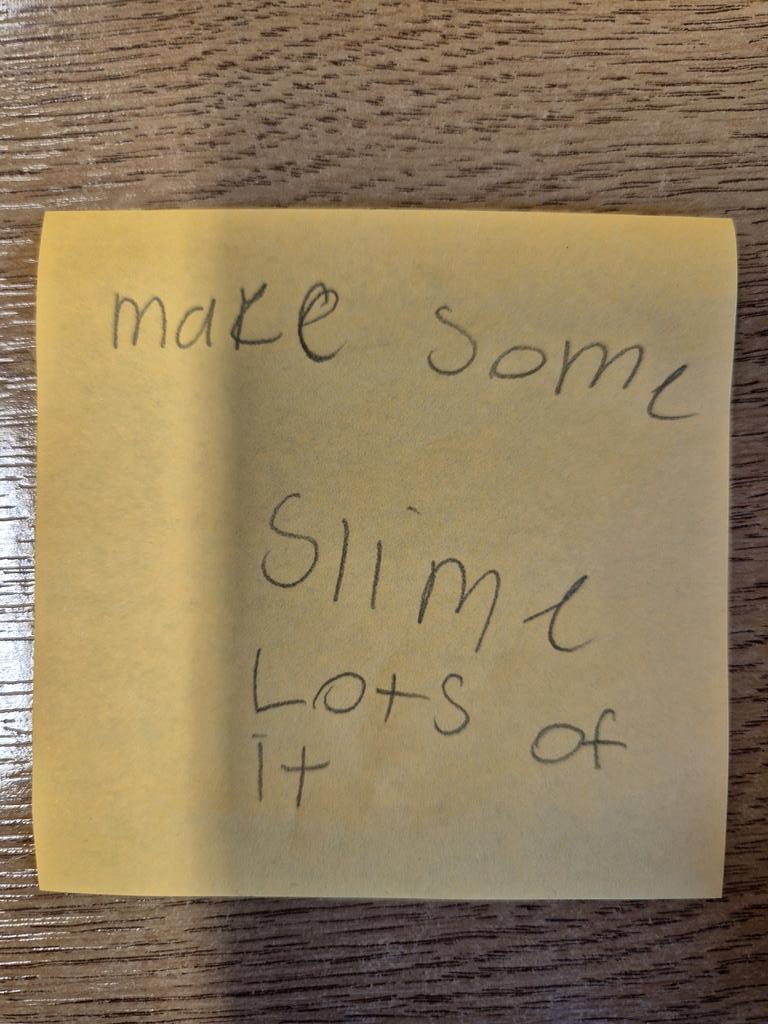 make some
Slime
Lots of
it